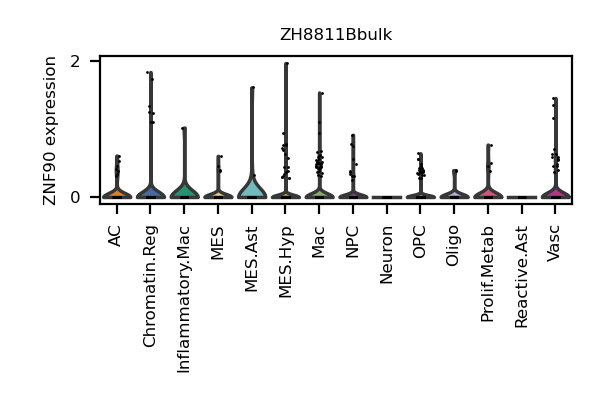 ZH8811Bbulk
ZNF90 expression
2
0
AC
Chromatin.Reg
Inflammatory.Mac
MES
MES.Ast
MES.Hyp
Mac
NPC
Neuron
OPC
Oligo
Prolif.Metab
Reactive.Ast
Vasc